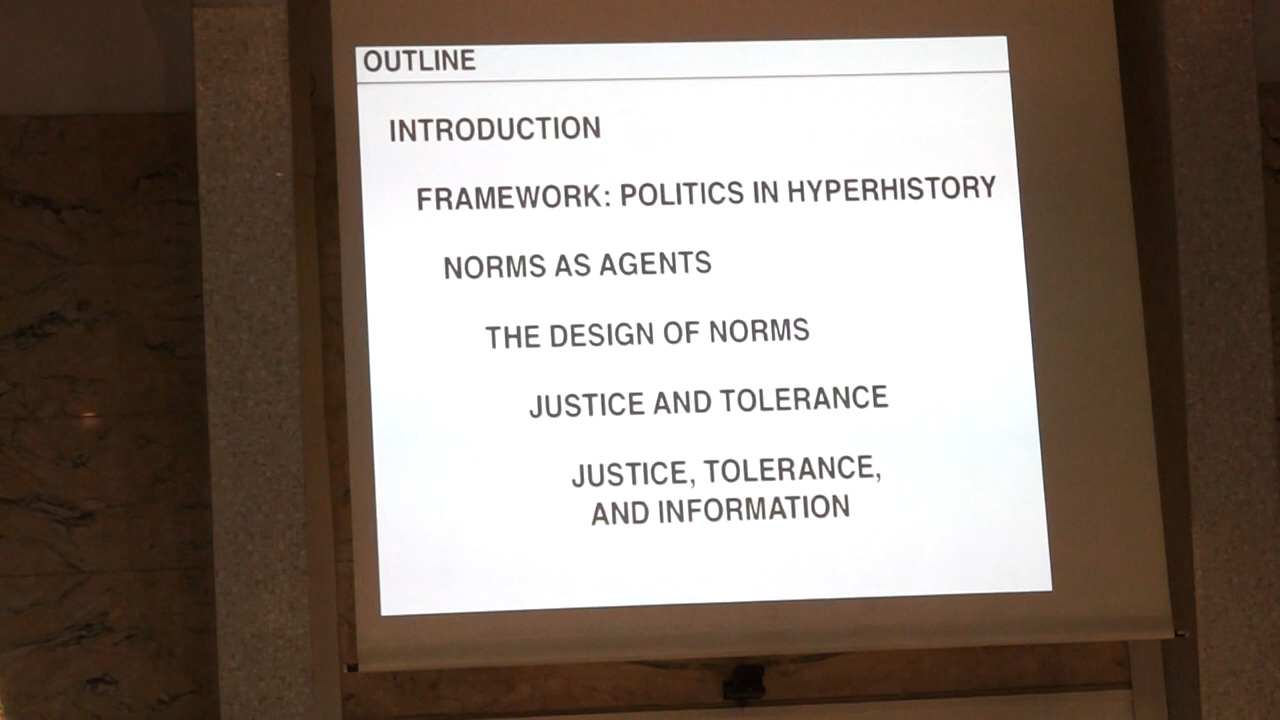 OUTLINE
INTRODUCTION
FRAMEWORK: POLITICS IN HYPERHISTORY
NORMS AS AGENTS
THE DESIGN OF NORMS
JUSTICE AND TOLERANCE
JUSTICE, TOLERANCE,
AND INFORMATION